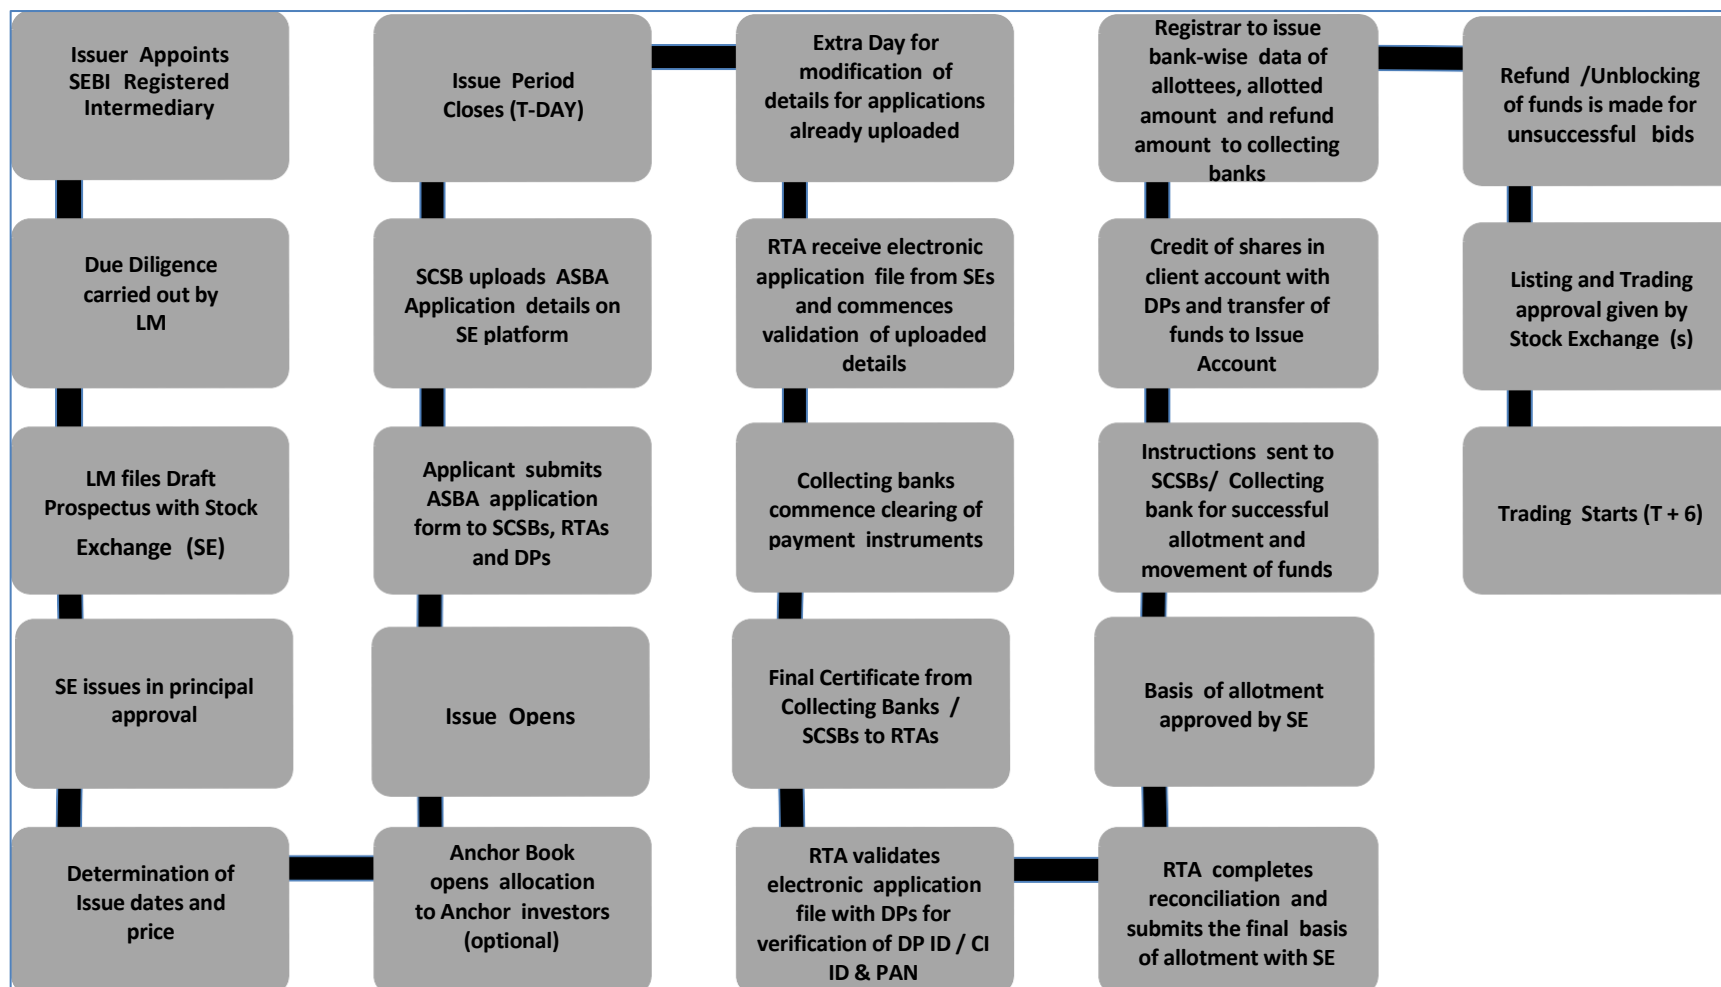 Issuer Appoints
SEBI Registered
Intermediary
Due Diligence
carried out by
LM
LM files Draft
Prospectus with Stock
Exchange (SE)
SE issues in principal
approval
Determination of
Issue dates and
price
Anchor Book
opens allocation
to Anchor investors
(optional)
Issue Opens
Applicant submits
ASBA application
form to SCSBs, RTAs
and DPs
SCSB uploads ASBA
Application details on
SE platform
Issue Period
Closes (T-DAY)
Extra Day for
modification of
details for applications
already uploaded
RTA receive electronic
application file from SEs
and commences
validation of uploaded
details
Collecting banks
commence clearing of
payment instruments
Final Certificate from
Collecting Banks /
SCSBs to RTAs
RTA validates
electronic application
file with DPs for
verification of DP ID / CI
ID & PAN
RTA completes
reconciliation and
submits the final basis
of allotment with SE
Basis of allotment
approved by SE
Instructions sent to
SCSBs/ Collecting
bank for successful
allotment and
movement of funds
Credit of shares in
client account with
DPs and transfer of
funds to Issue
Account
Registrar to issue
bank-wise data of
allottees, allotted
amount and refund
amount to collecting
banks
Refund /Unblocking
of funds is made for
unsuccessful bids
Listing and Trading
approval given by
Stock Exchange (s)
Trading Starts (T + 6)